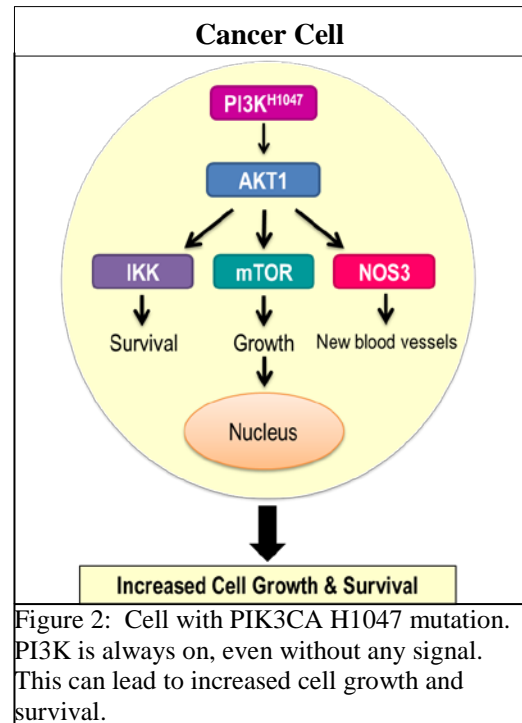 Cancer Cell
PI3K^H1047
AKT1
IKK mTOR NOS3
Survival Growth New blood vessels
Nucleus
Increased Cell Growth & Survival
Figure 2:  Cell with PIK3CA H1047 mutation.
PI3K is always on, even without any signal.
This can lead to increased cell growth and
survival.